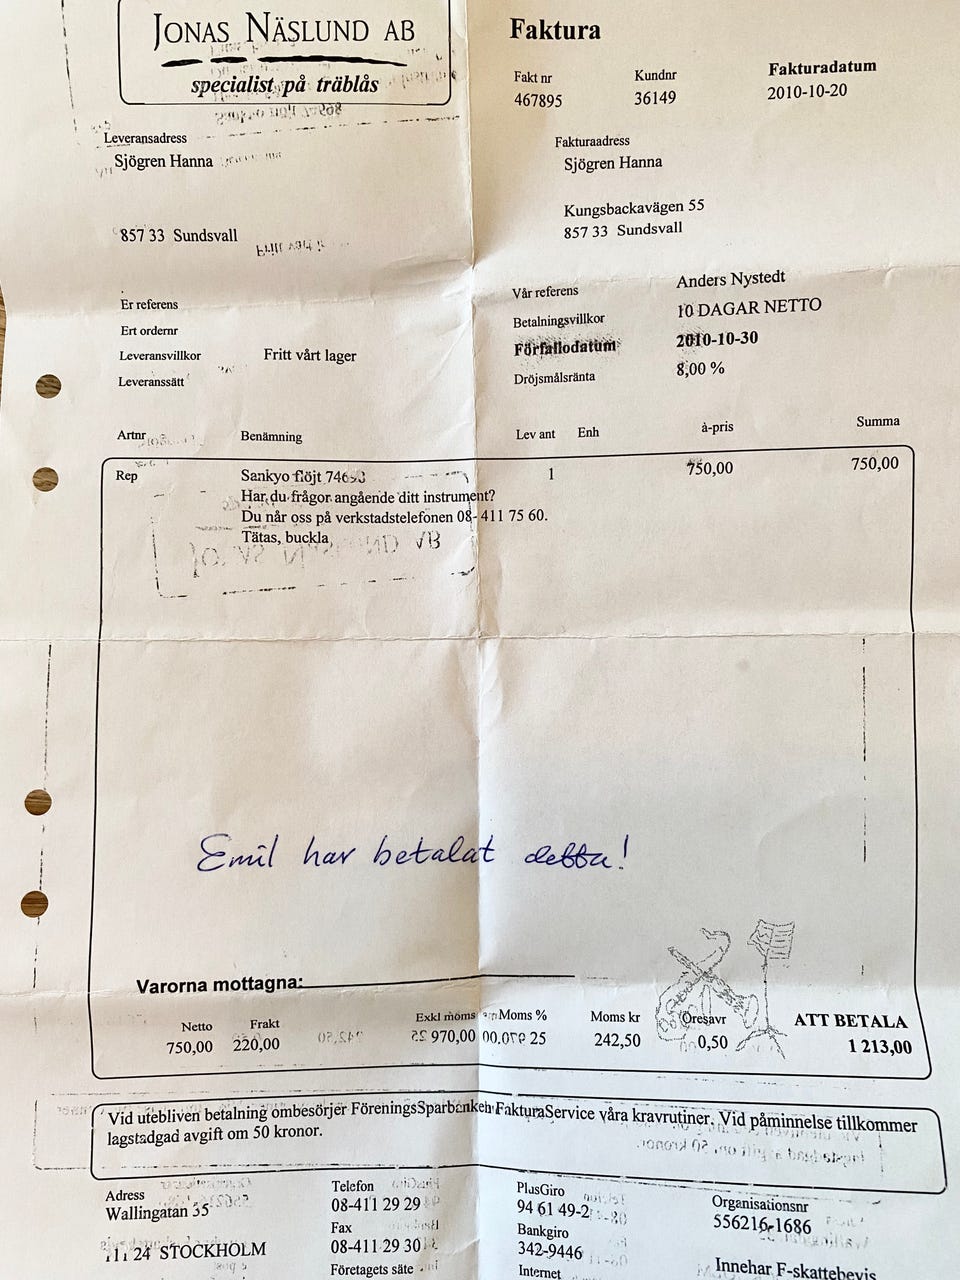 JONAS NÄSLUND AB
specialist på träblås
Faktura
Fakt nr Kundnr Fakturadatum
467895 36149 2010-10-20
Leveransadress
Sjögren Hanna
857 33 Sundsvall
Fakturaadress
Sjögren Hanna
Kungsbackavägen 55
857 33 Sundsvall
Er referens
Ert ordernr
Leveransvillkor Fritt vårt lager
Leveranssätt
Vår referens Anders Nystedt
Betalningsvillkor 10 DAGAR NETTO
Förfallodatum 2010-10-30
Dröjsmålsränta 8,00 %
Artnr Benämning Lev ant Enh à-pris Summa
Rep Sankyo flöjt 1 750,00 750,00
Har du frågor angående ditt instrument?
Du når oss på verkstadstelefonen 08-411 75 60.
Tätas, buckla
Emil har betalat detta!
Varorna mottagna:
Netto Frakt Exkl moms Moms % Moms kr Öresavr ATT BETALA
750,00 220,00 970,00 25 242,50 0,50 1 213,00
Vid utebliven betalning ombesörjer FöreningsSparbanken FakturaService våra kravrutiner. Vid påminnelse tillkommer
lagstadgad avgift om 50 kronor.
Adress
Wallingatan 35
111 24 STOCKHOLM
Telefon
08-411 29 29
Fax
08-411 29 30
Företagets säte
PlusGiro
94 61 49-2
Bankgiro
342-9446
Internet
Organisationsnr
556216-1686
Innehar F-skattebevis